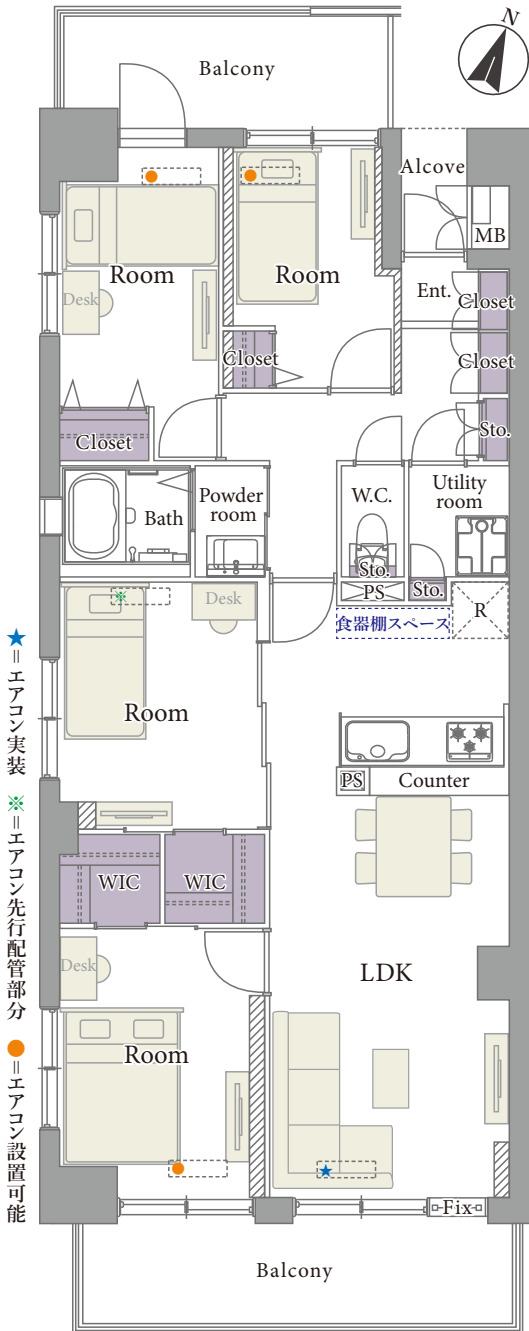 N
Balcony
Alcove
MB
Room
Room
Ent.
Closet
Desk
Closet
Closet
Closet
Sto.
Bath
Powder
room
W.C.
Utility
room
Sto.
PS
Sto.
食器棚スペース
R
※
Desk
Room
PS
Counter
WIC
WIC
Desk
LDK
Room
Fix
Balcony
★=エアコン実装 ※=エアコン先行配管部分 ●=エアコン設置可能